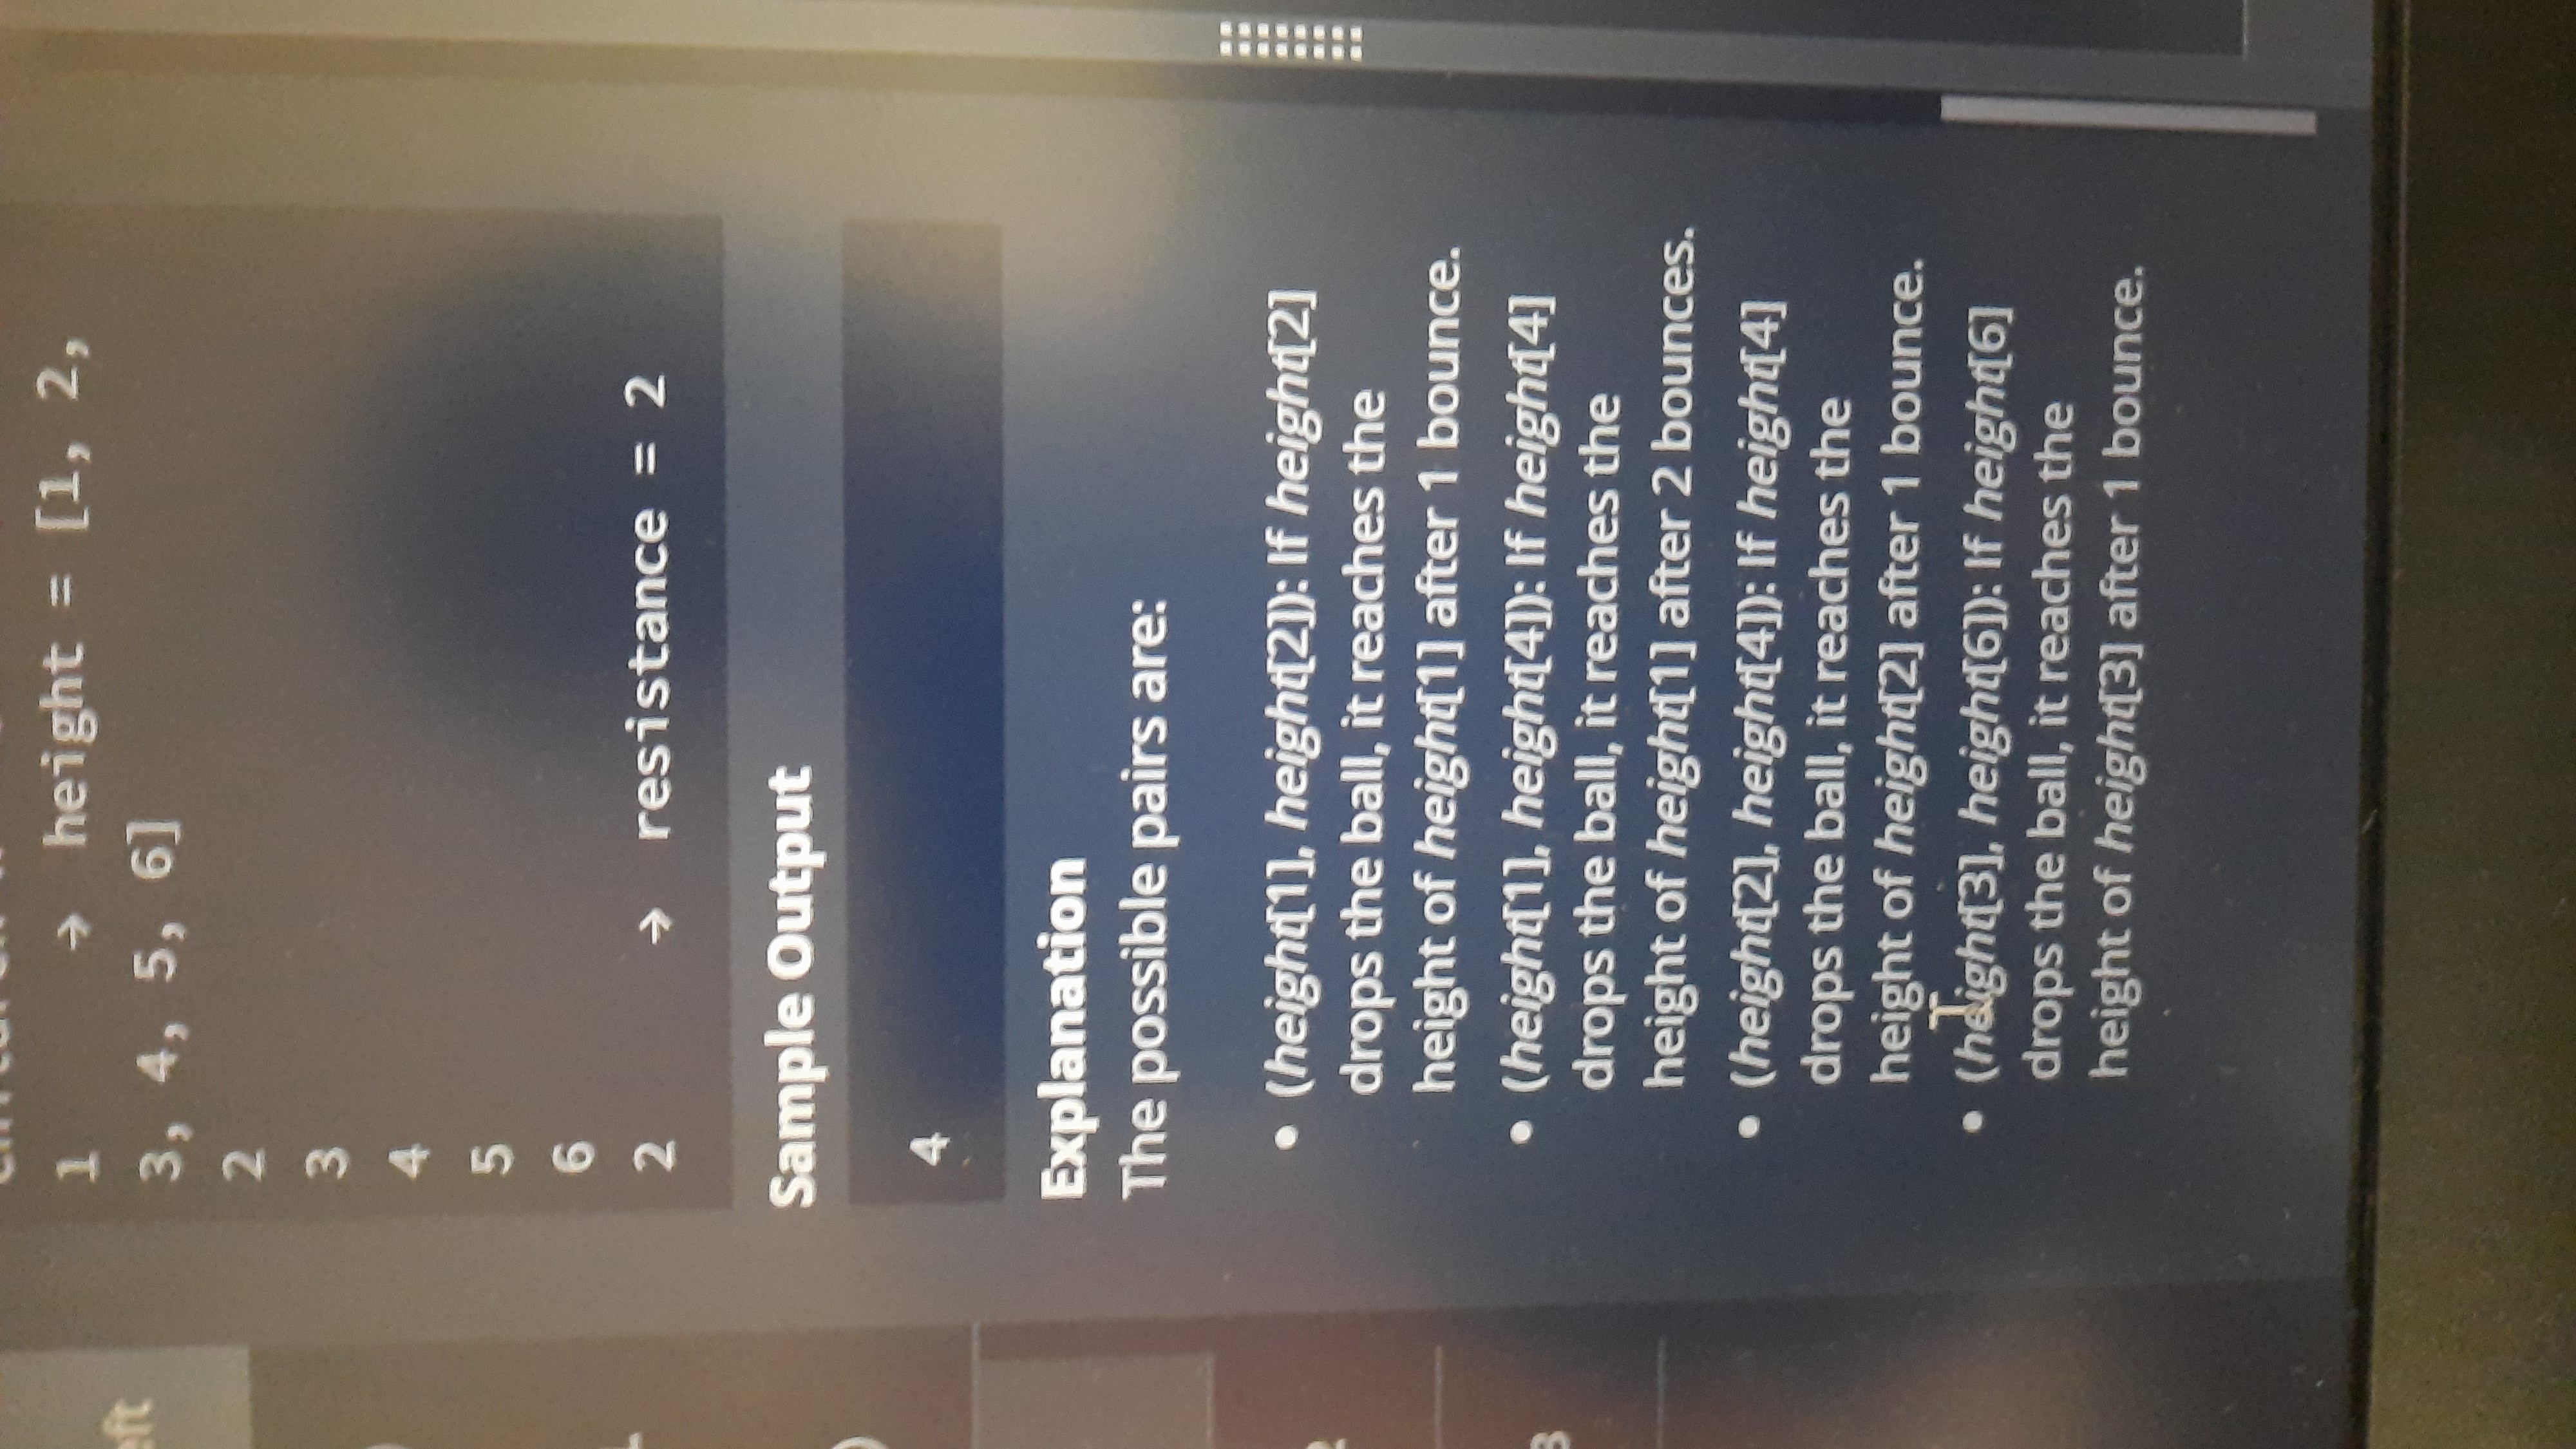 eft
1 → height = [1, 2,
3, 4, 5, 6]
2
3
4
5
6
2 → resistance = 2
Sample Output
4
Explanation
The possible pairs are:
• (height[1], height[2]): If height[2]
drops the ball, it reaches the
height of height[1] after 1 bounce.
• (height[1], height[4]): If height[4]
drops the ball, it reaches the
height of height[1] after 2 bounces.
• (height[2], height[4]): If height[4]
drops the ball, it reaches the
height of height[2] after 1 bounce.
• (height[3], height[6]): If height[6]
drops the ball, it reaches the
height of height[3] after 1 bounce.